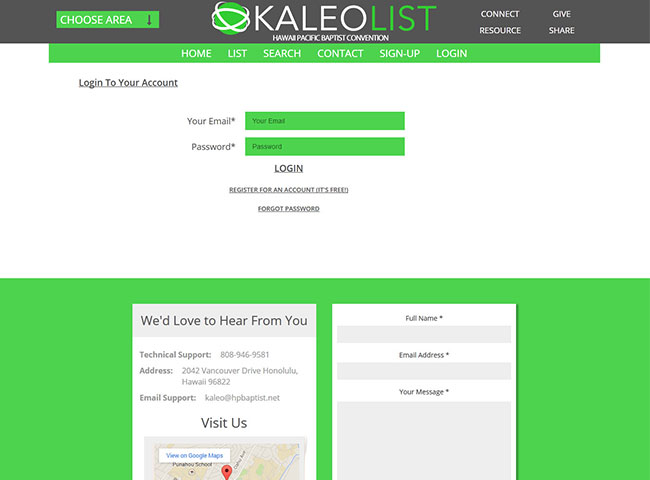 CHOOSE AREA
KALEOLIST
HAWAII PACIFIC BAPTIST CONVENTION
CONNECT GIVE
RESOURCE SHARE
HOME LIST SEARCH CONTACT SIGN-UP LOGIN
Login To Your Account
Your Email* Your Email
Password* Password
LOGIN
REGISTER FOR AN ACCOUNT (IT'S FREE!)
FORGOT PASSWORD
We'd Love to Hear From You
Technical Support: 808-946-9581
Address: 2042 Vancouver Drive Honolulu,
Hawaii 96822
Email Support: kaleo@hpbaptist.net
Visit Us
View on Google Maps
Punahou School
Full Name *
Email Address *
Your Message *